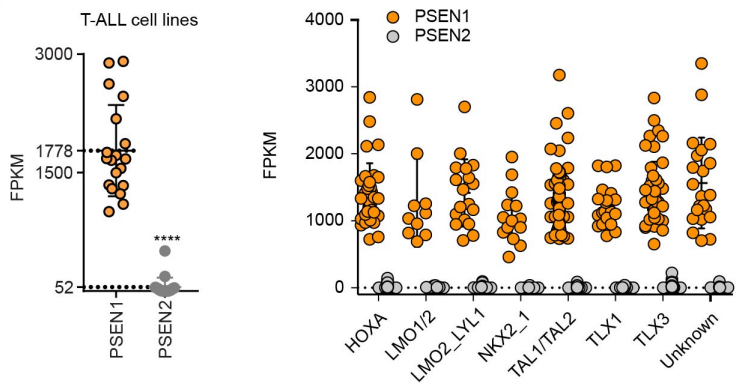 T-ALL cell lines
3000
1778
1500
52
FPKM
****
PSEN1
PSEN2
PSEN1
PSEN2
4000
3000
2000
1000
0
FPKM
HOXA
LMO1/2
LMO2_LYL1
NKX2_1
TAL1/TAL2
TLX1
TLX3
Unknown